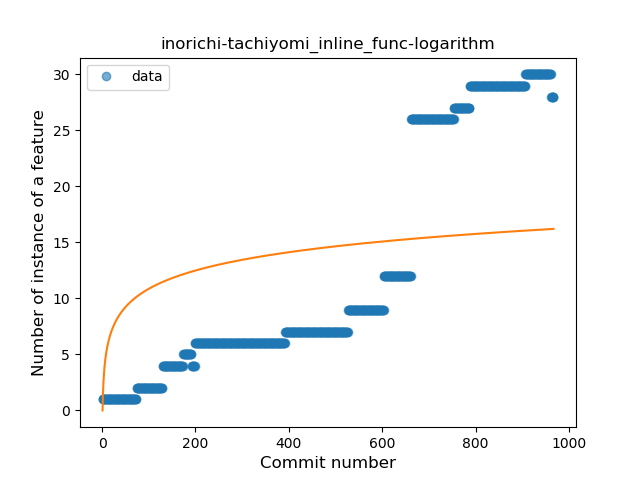 inorichi-tachiyomi_inline_func-logarithm
data
Number of instance of a feature
30
25
20
15
10
5
0
0 200 400 600 800 1000
Commit number